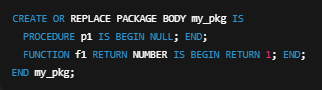 CREATE OR REPLACE PACKAGE BODY my_pkg IS
  PROCEDURE p1 IS BEGIN NULL; END;
  FUNCTION f1 RETURN NUMBER IS BEGIN RETURN 1; END;
END my_pkg;